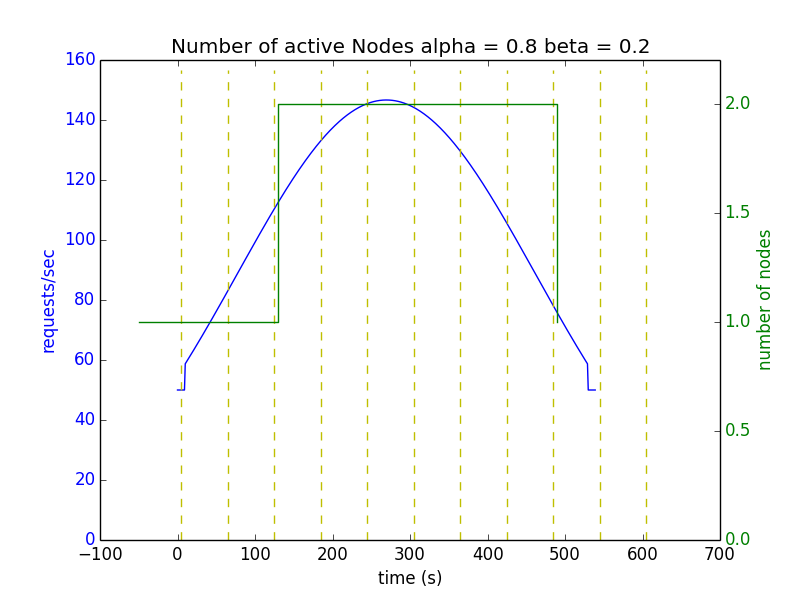 Number of active Nodes alpha = 0.8 beta = 0.2
160
140
120
100
80
60
40
20
0
requests/sec
2.0
1.5
1.0
0.5
0.0
number of nodes
−100 0 100 200 300 400 500 600 700
time (s)